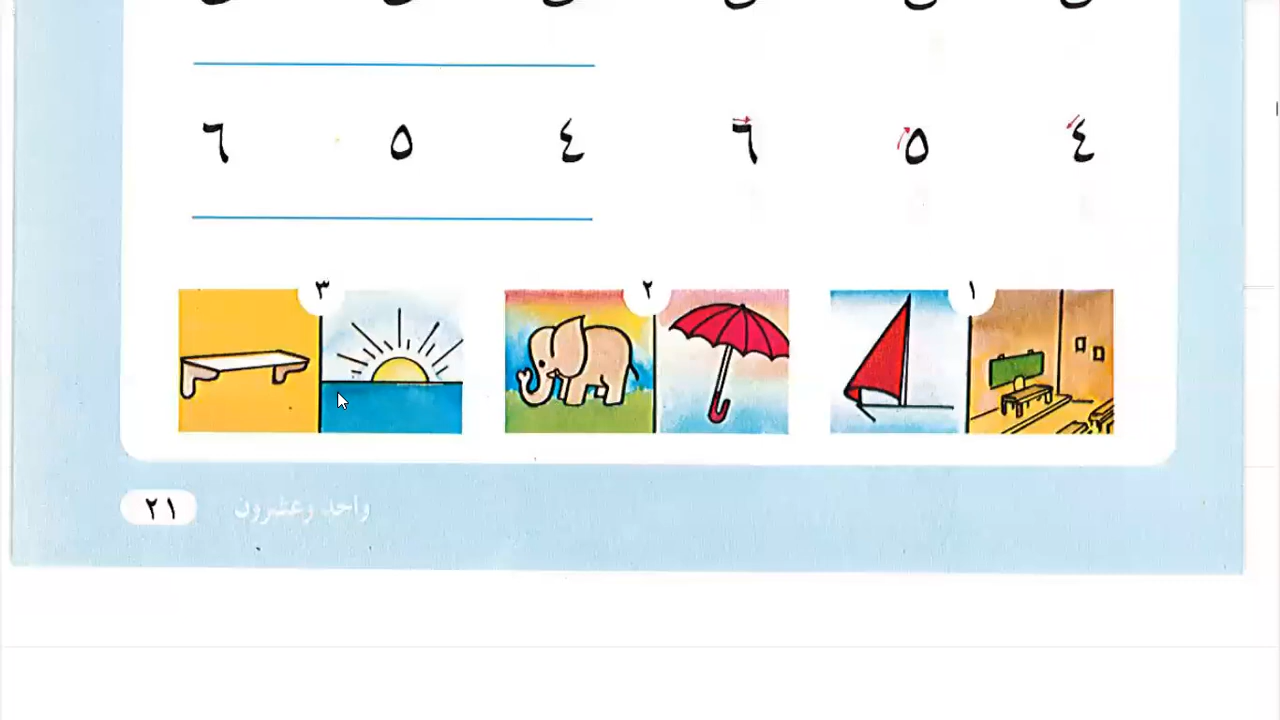 ٤ ٥ ٦ ٤ ٥ ٦
١ ٢ ٣
٢١ واحد وعشرون